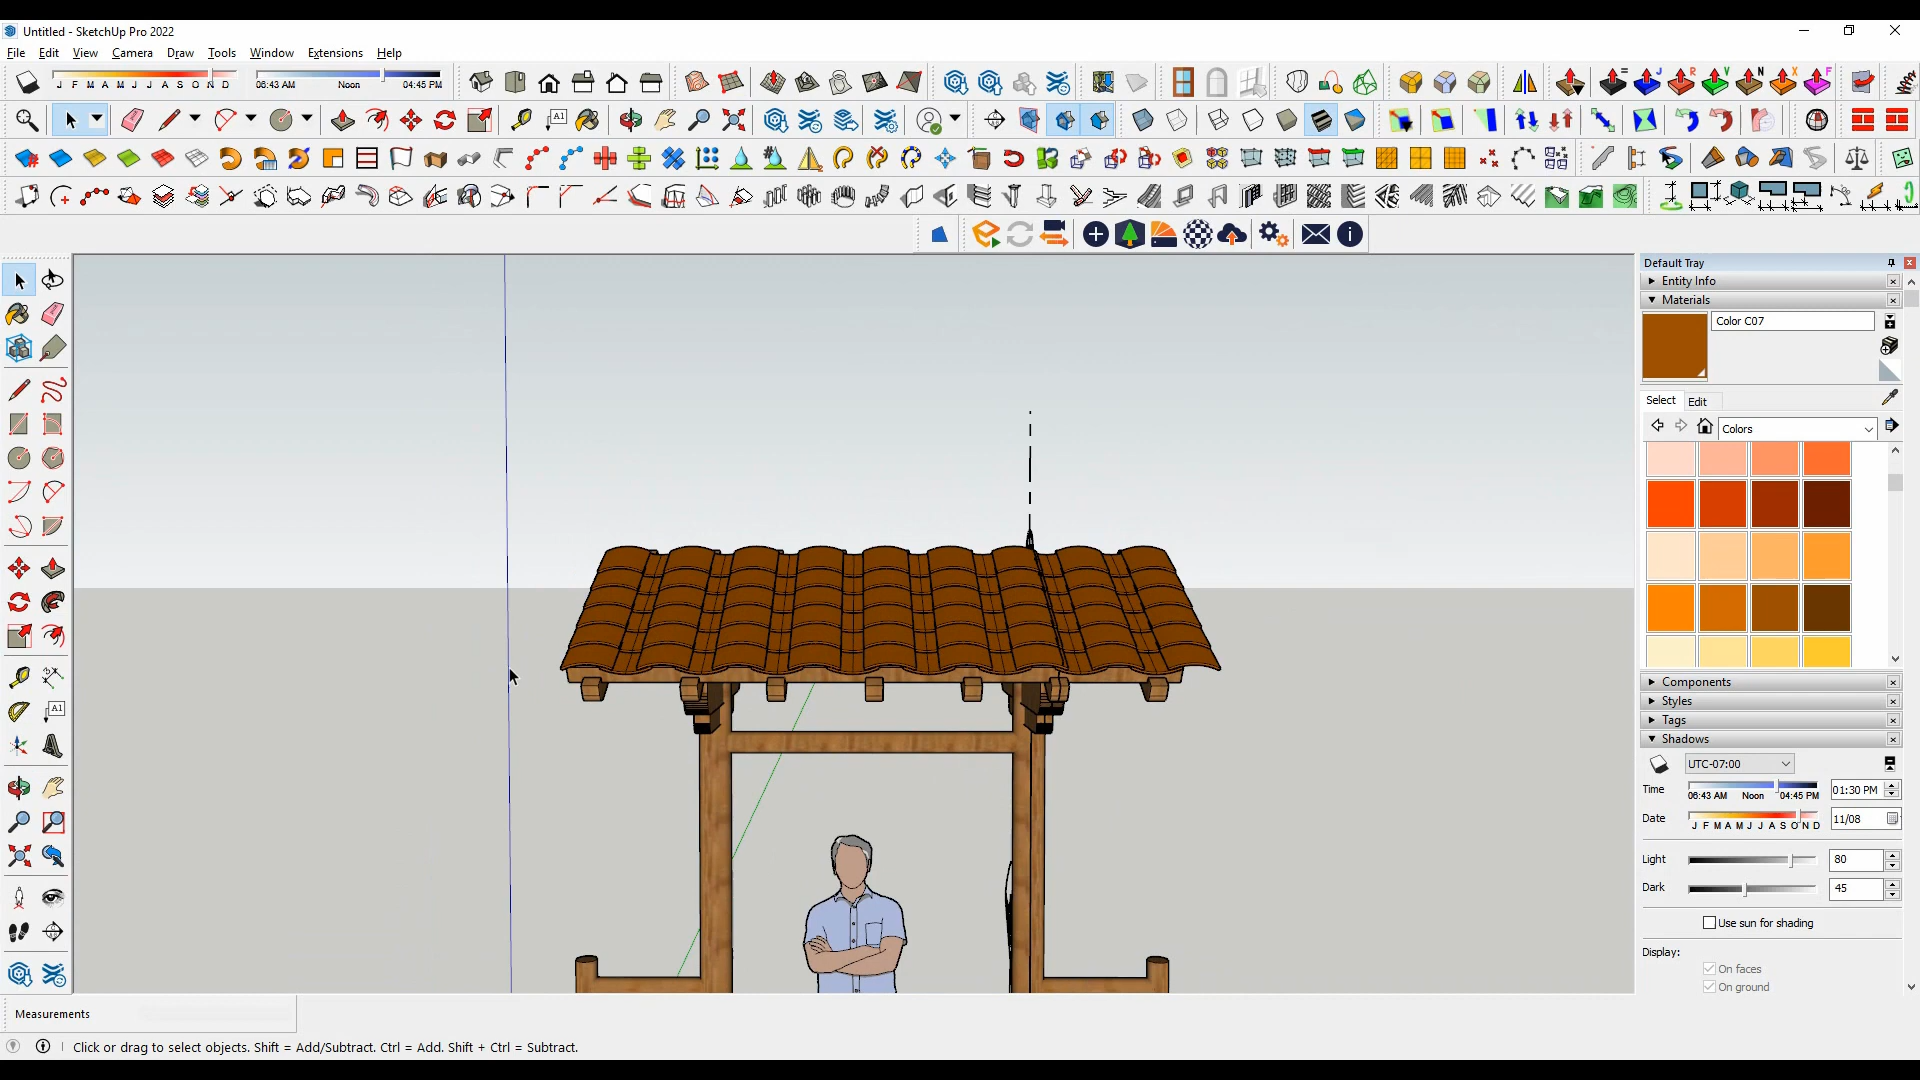 Untitled - SketchUp Pro 2022
File Edit View Camera Draw Tools Window Extensions Help
J F M A M J J A S O N D 06:43 AM Noon 04:45 PM
Default Tray
Entity Info
Materials
Color C07
Select Edit
Colors
Components
Styles
Tags
Shadows
UTC-07:00
Time 06:43 AM Noon 04:45 PM 01:30 PM
Date J F M A M J J A S O N D 11/08
Light 80
Dark 45
Use sun for shading
Display:
On faces
On ground
Measurements
Click or drag to select objects. Shift = Add/Subtract. Ctrl = Add. Shift + Ctrl = Subtract.